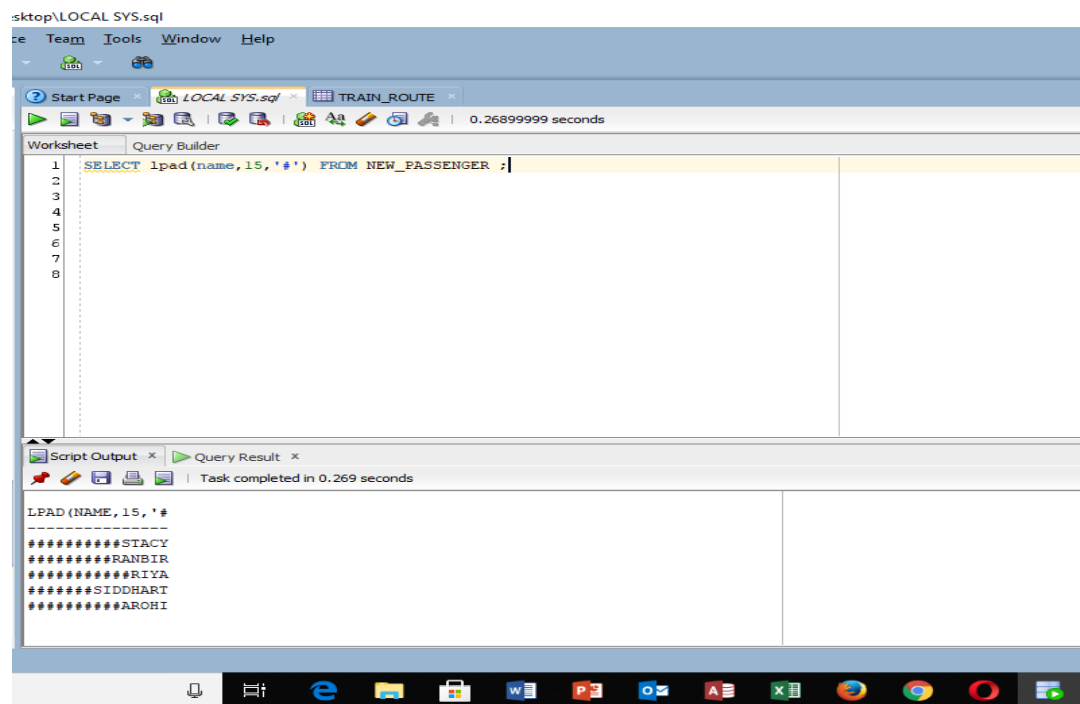 sktop\LOCAL SYS.sql
ce Team Tools Window Help
Start Page LOCAL SYS.sql TRAIN_ROUTE
0.26899999 seconds
Worksheet Query Builder
1 SELECT lpad(name,15,'#') FROM NEW_PASSENGER ;
2
3
4
5
6
7
8
Script Output Query Result
Task completed in 0.269 seconds
LPAD(NAME,15,'#
---------------
##########STACY
#########RANBIR
###########RIYA
#######SIDDHART
##########AROHI